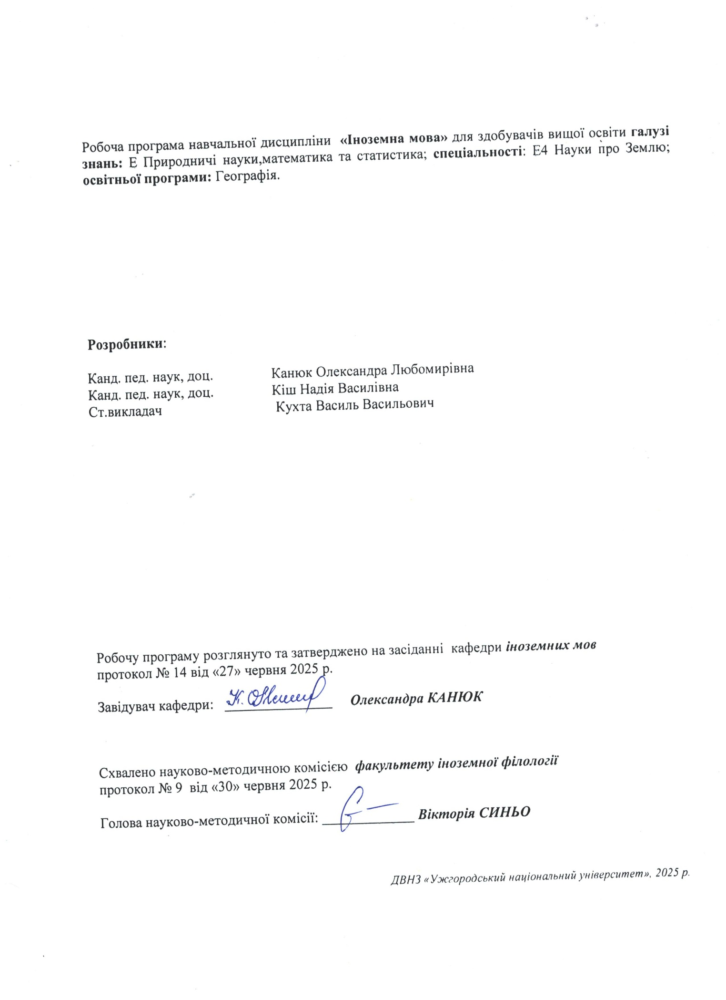 Робоча програма навчальної дисципліни «Іноземна мова» для здобувачів вищої освіти галузі
знань: Е Природничі науки,математика та статистика; спеціальності: Е4 Науки про Землю;
освітньої програми: Географія.
Розробники:
Канд. пед. наук, доц. Канюк Олександра Любомирівна
Канд. пед. наук, доц. Кіш Надія Василівна
Ст.викладач Кухта Василь Васильович
Робочу програму розглянуто та затверджено на засіданні кафедри іноземних мов
протокол № 14 від «27» червня 2025 р.
Завідувач кафедри: Олександра КАНЮК
Схвалено науково-методичною комісією факультету іноземної філології
протокол № 9 від «30» червня 2025 р.
Голова науково-методичної комісії: Вікторія СИНЬО
ДВНЗ «Ужгородський національний університет», 2025 р.